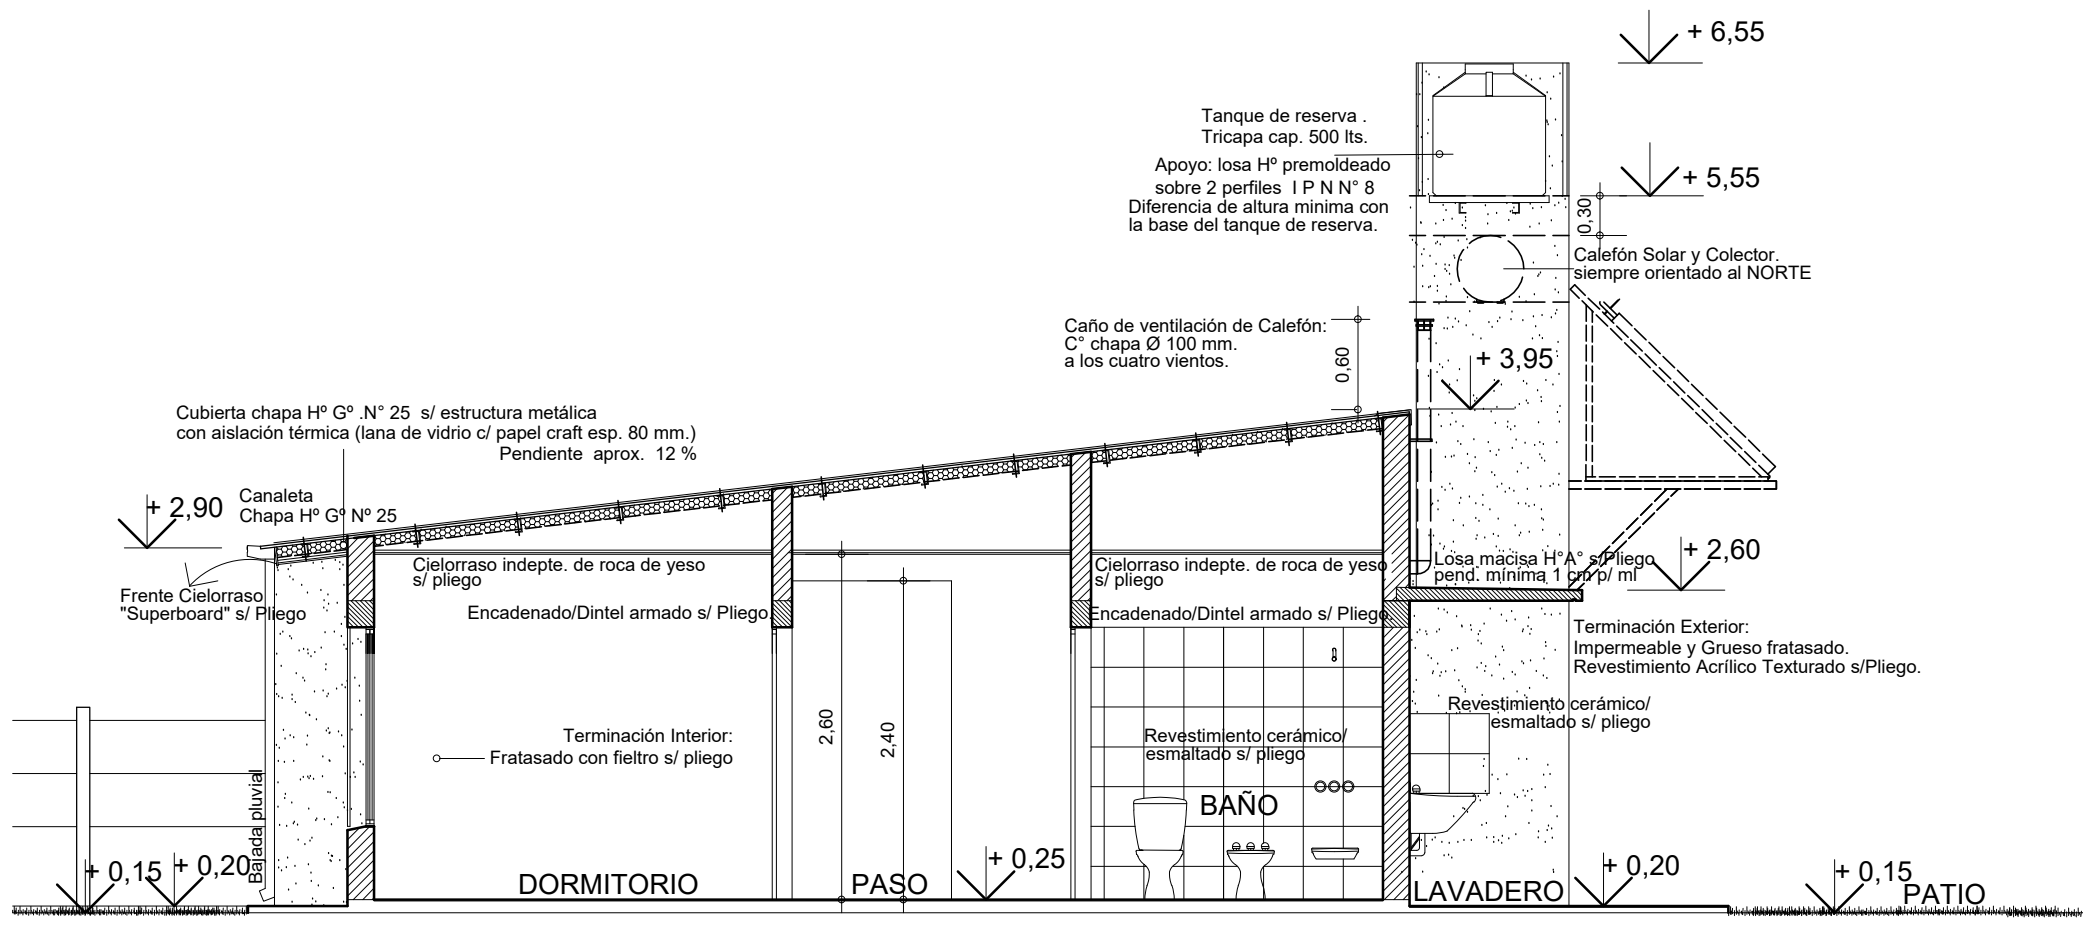 + 6,55
Tanque de reserva .
Tricapa cap. 500 lts.
Apoyo: losa Hº premoldeado
sobre 2 perfiles I P N N° 8
Diferencia de altura minima con
la base del tanque de reserva.
+ 5,55
0,30
Calefón Solar y Colector.
siempre orientado al NORTE
Caño de ventilación de Calefón:
C° chapa Ø 100 mm.
a los cuatro vientos.
0,60
+ 3,95
Cubierta chapa Hº Gº .N° 25 s/ estructura metálica
con aislación térmica (lana de vidrio c/ papel craft esp. 80 mm.)
Pendiente aprox. 12 %
+ 2,90
Canaleta
Chapa Hº Gº Nº 25
Frente Cielorraso
"Superboard" s/ Pliego
Cielorraso indepte. de roca de yeso
s/ pliego
Encadenado/Dintel armado s/ Pliego.
Cielorraso indepte. de roca de yeso
s/ pliego
Encadenado/Dintel armado s/ Pliego.
Losa macisa H°A° s/Pliego
pend. mínima 1 cm p/ ml
+ 2,60
Terminación Exterior:
Impermeable y Grueso fratasado.
Revestimiento Acrílico Texturado s/Pliego.
Revestimiento cerámico/
esmaltado s/ pliego
Terminación Interior:
Fratasado con fieltro s/ pliego
2,60
2,40
Revestimiento cerámico/
esmaltado s/ pliego
BAÑO
Bajada pluvial
+ 0,15
+ 0,20
DORMITORIO
PASO
+ 0,25
LAVADERO
+ 0,20
+ 0,15
PATIO